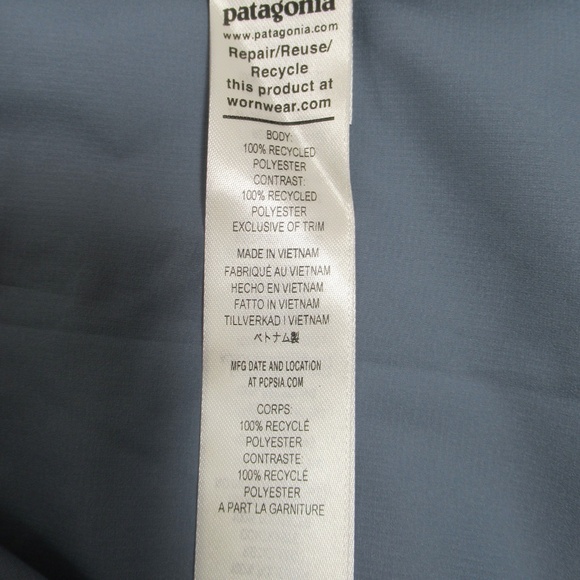 patagonia
www.patagonia.com
Repair/Reuse/
Recycle
this product at
wornwear.com
BODY:
100% RECYCLED
POLYESTER
CONTRAST:
100% RECYCLED
POLYESTER
EXCLUSIVE OF TRIM
MADE IN VIETNAM
FABRIQUÉ AU VIETNAM
HECHO EN VIETNAM
FATTO IN VIETNAM
TILLVERKAD I VIETNAM
ベトナム製
MFG DATE AND LOCATION
AT PCPSIA.COM
CORPS:
100% RECYCLÉ
POLYESTER
CONTRASTE:
100% RECYCLÉ
POLYESTER
A PART LA GARNITURE